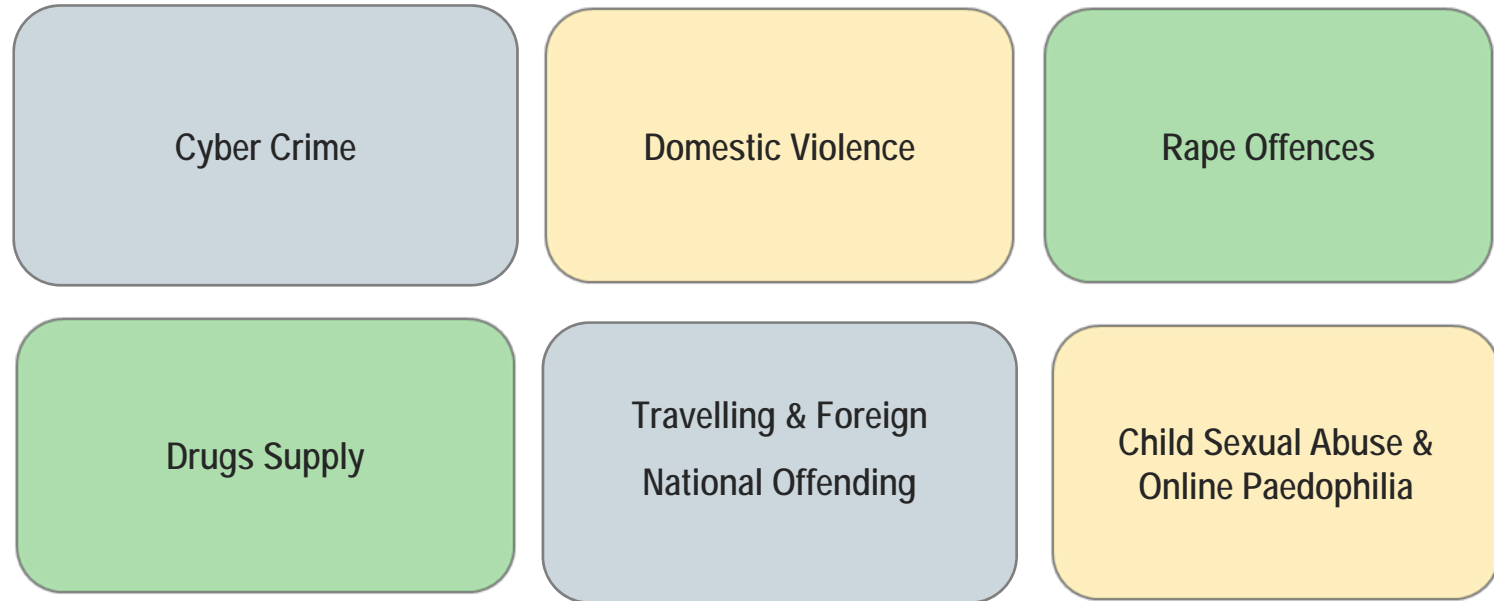 Cyber Crime
Domestic Violence
Rape Offences
Drugs Supply
Travelling & Foreign
National Offending
Child Sexual Abuse &
Online Paedophilia